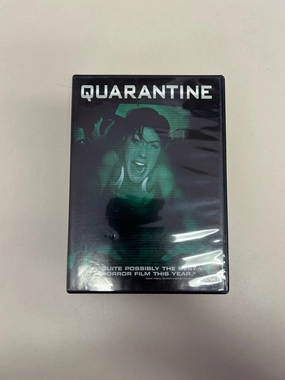 QUARANTINE
QUITE POSSIBLY THE BEST
HORROR FILM THIS YEAR."